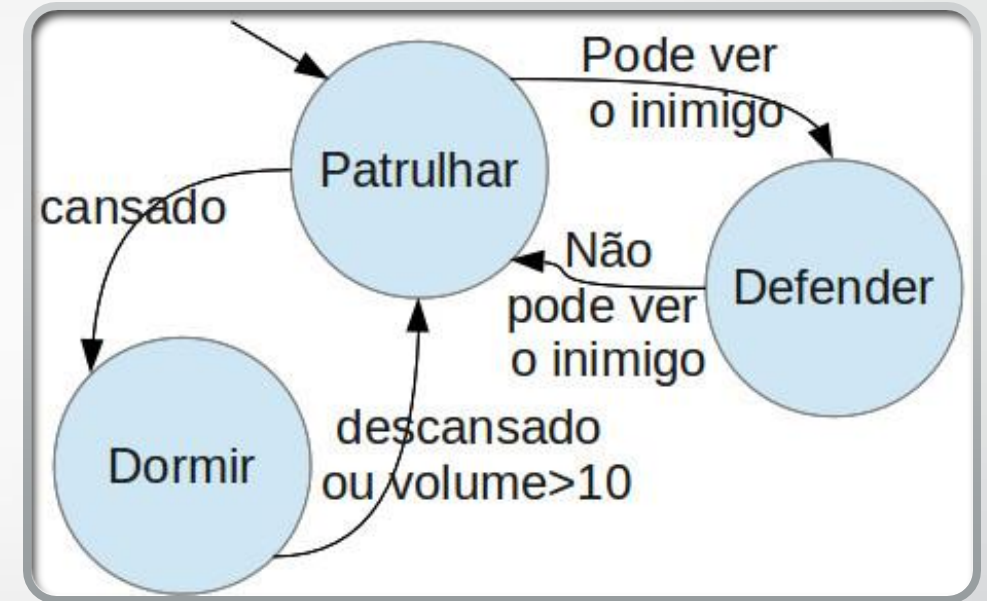 Pode ver
o inimigo
Patrulhar
cansado
Não
pode ver
o inimigo
Defender
descansado
ou volume>10
Dormir